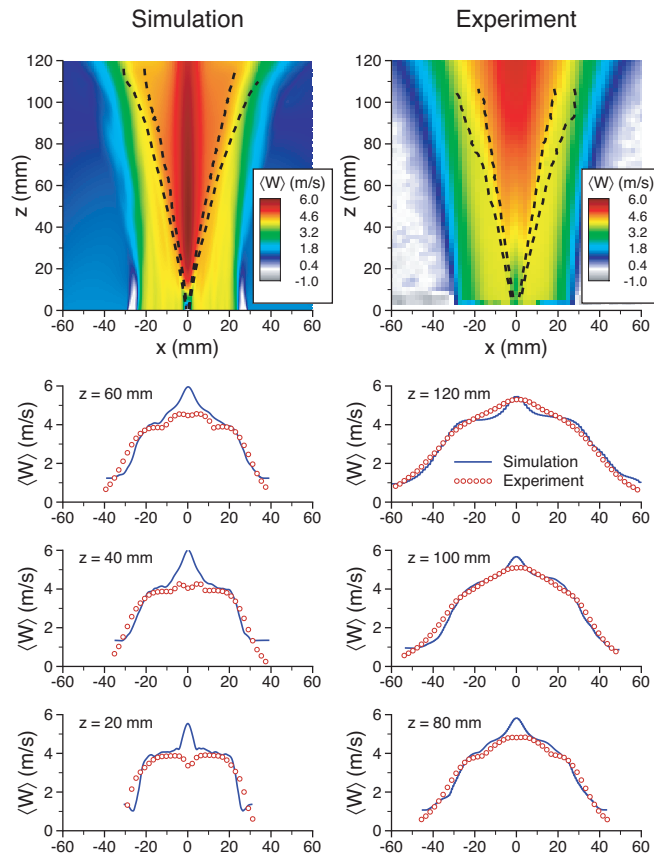 Simulation
Experiment
120
100
80
60
40
20
0
z (mm)
-60 -40 -20 0 20 40 60
x (mm)
⟨W⟩ (m/s)
6.0
4.6
3.2
1.8
0.4
-1.0
120
100
80
60
40
20
0
z (mm)
-60 -40 -20 0 20 40 60
x (mm)
⟨W⟩ (m/s)
6.0
4.6
3.2
1.8
0.4
-1.0
z = 60 mm
⟨W⟩ (m/s)
6
4
2
0
-60 -40 -20 0 20 40 60
z = 120 mm
Simulation
Experiment
⟨W⟩ (m/s)
6
4
2
0
-60 -40 -20 0 20 40 60
z = 40 mm
⟨W⟩ (m/s)
6
4
2
0
-60 -40 -20 0 20 40 60
z = 100 mm
⟨W⟩ (m/s)
6
4
2
0
-60 -40 -20 0 20 40 60
z = 20 mm
⟨W⟩ (m/s)
6
4
2
0
-60 -40 -20 0 20 40 60
z = 80 mm
⟨W⟩ (m/s)
6
4
2
0
-60 -40 -20 0 20 40 60